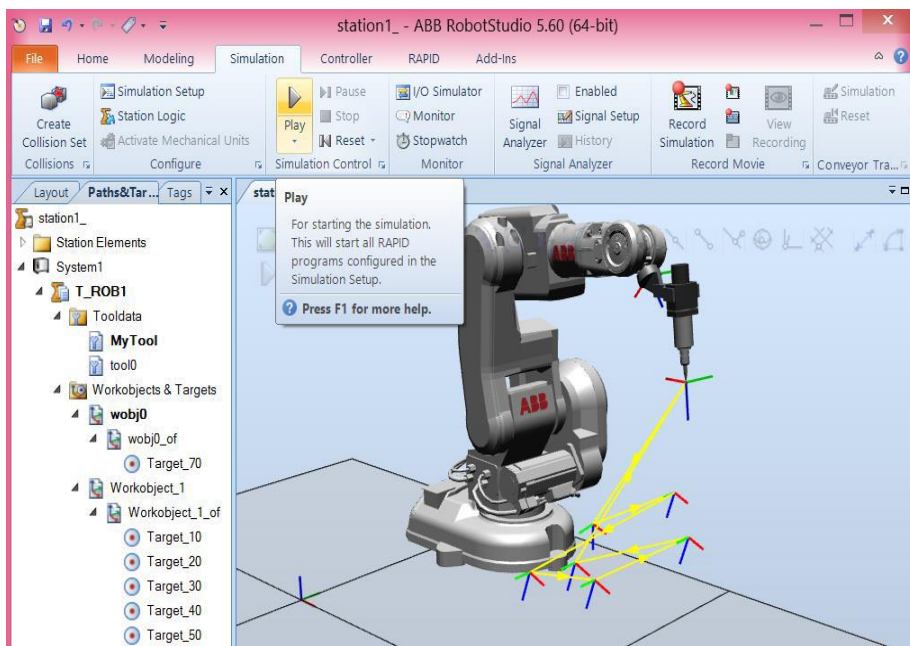 station1_ - ABB RobotStudio 5.60 (64-bit)
File Home Modeling Simulation Controller RAPID Add-Ins
Create Collision Set
Collisions
Simulation Setup
Station Logic
Activate Mechanical Units
Configure
Play
Pause
Stop
Reset
Simulation Control
I/O Simulator
Monitor
Stopwatch
Monitor
Signal Analyzer
Enabled
Signal Setup
History
Signal Analyzer
Record Simulation
View Recording
Record Movie
Simulation
Reset
Conveyor Tra...
Layout Paths&Tar... Tags
stat
Play
For starting the simulation.
This will start all RAPID
programs configured in the
Simulation Setup.
Press F1 for more help.
station1_
Station Elements
System1
T_ROB1
Tooldata
MyTool
tool0
Workobjects & Targets
wobj0
wobj0_of
Target_70
Workobject_1
Workobject_1_of
Target_10
Target_20
Target_30
Target_40
Target_50
ABB
ABB